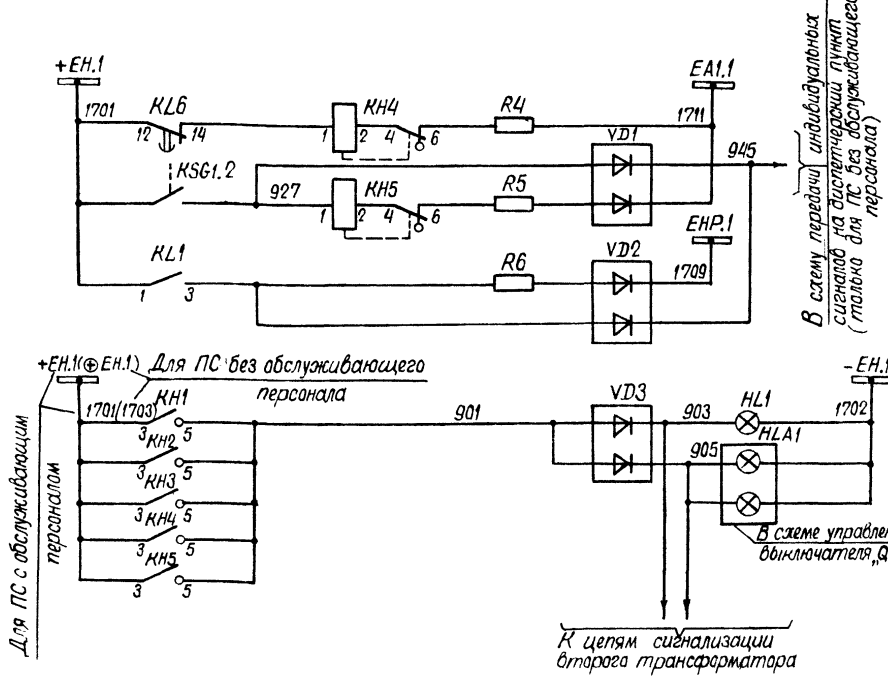 +EH.1
EA1.1
1701
KL6
12
14
KH4
1
2
4
6
R4
1711
VD1
945
KSG1.2
927
KH5
1
2
4
6
R5
EHP.1
KL1
1
3
R6
VD2
1709
В схему передачи индивидуальных
сигналов на диспетчерский пункт
(только для ПС без обслуживающего
персонала)
+EH.1(⊕EH.1)
Для ПС без обслуживающего
персонала
-EH.1
1701(1703)
KH1
3
5
901
VD3
903
HL1
1702
KH2
3
5
905
HLA1
KH3
3
5
KH4
3
5
KH5
3
5
В схеме
выключателя „Q
Для ПС с обслуживающим
персоналом
К цепям сигнализации
второго трансформатора